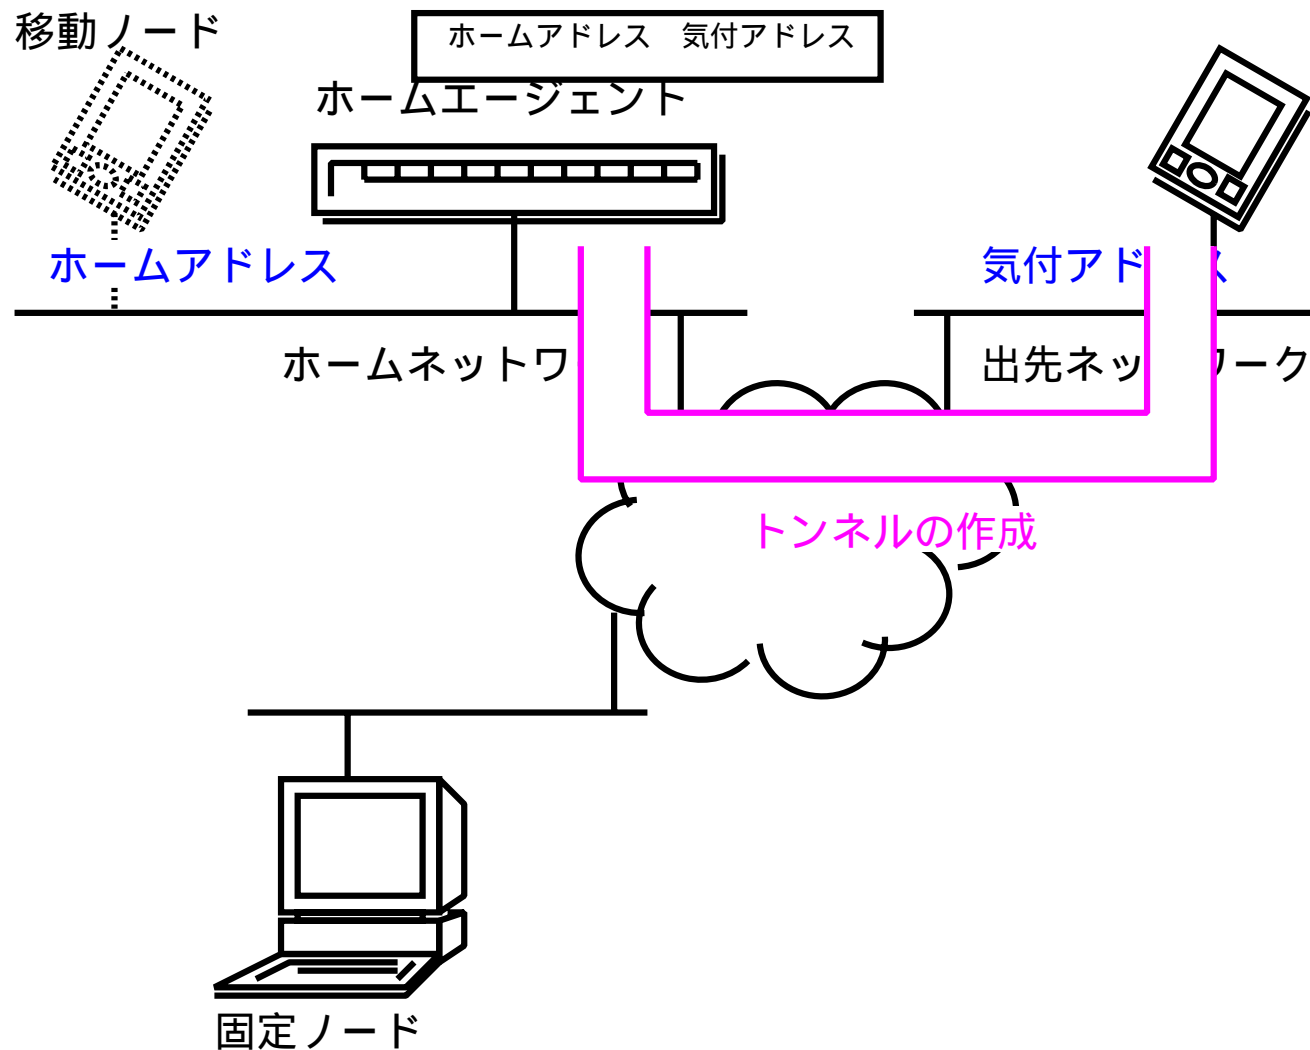 移動ノード
ホームアドレス　気付アドレス
ホームエージェント
ホームアドレス
気付アド ス
ホームネットワ
出先ネッ ワーク
トンネルの作成
固定ノード